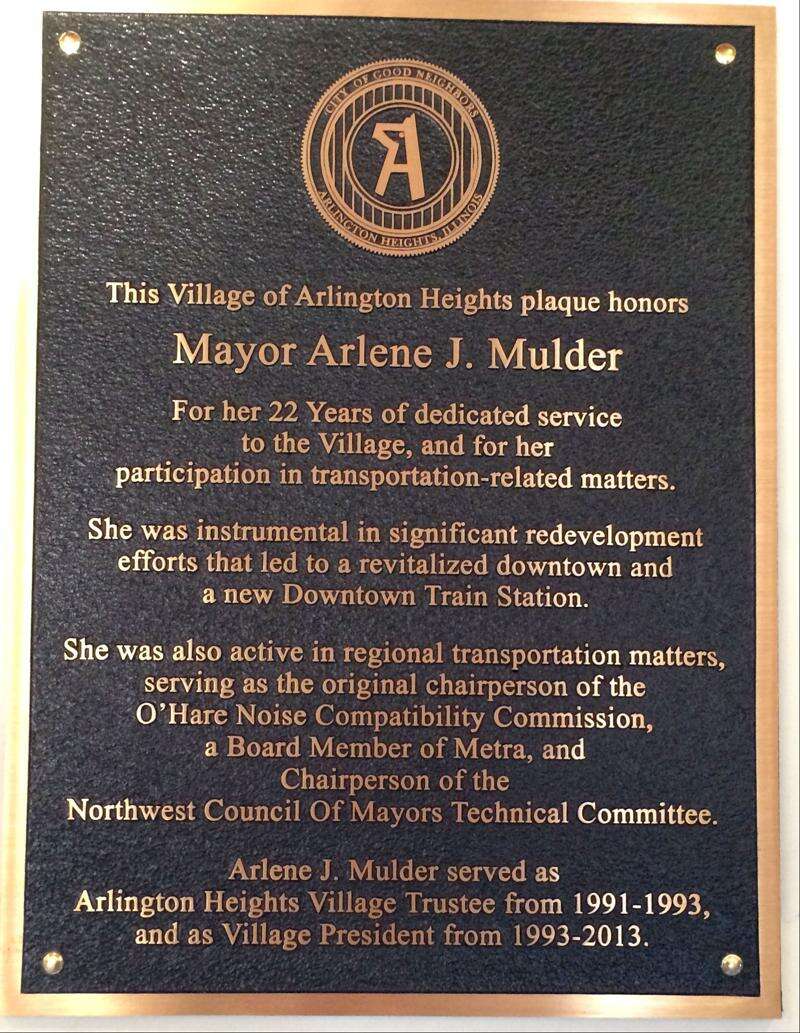 CITY OF GOOD NEIGHBORS
A
ARLINGTON HEIGHTS, ILLINOIS
This Village of Arlington Heights plaque honors
Mayor Arlene J. Mulder
For her 22 Years of dedicated service
to the Village, and for her
participation in transportation-related matters.
She was instrumental in significant redevelopment
efforts that led to a revitalized downtown and
a new Downtown Train Station.
She was also active in regional transportation matters,
serving as the original chairperson of the
O'Hare Noise Compatibility Commission,
a Board Member of Metra, and
Chairperson of the
Northwest Council Of Mayors Technical Committee.
Arlene J. Mulder served as
Arlington Heights Village Trustee from 1991-1993,
and as Village President from 1993-2013.